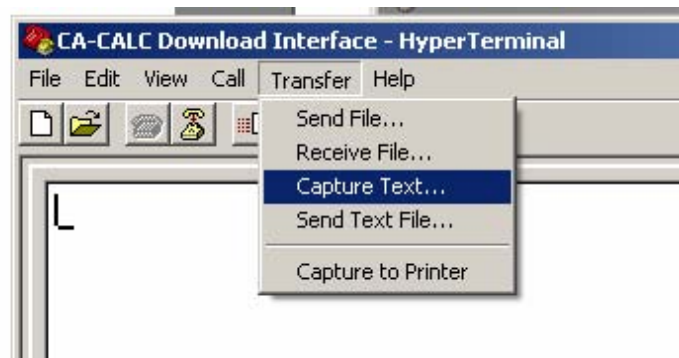 CA-CALC Download Interface - HyperTerminal
File Edit View Call Transfer Help
Send File...
Receive File...
Capture Text...
Send Text File...
Capture to Printer